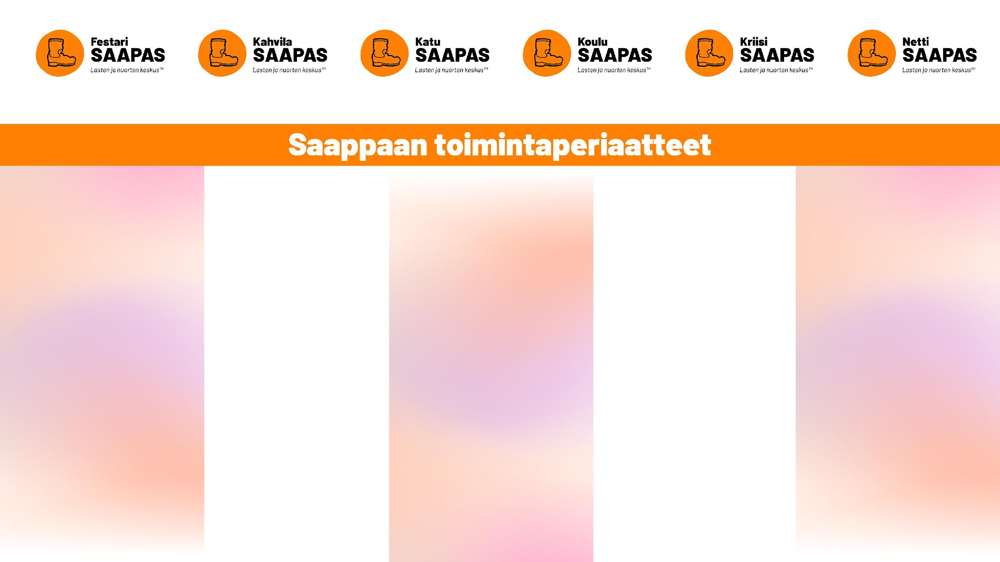 Festari
SAAPAS
Lasten ja nuorten keskus™
Kahvila
SAAPAS
Lasten ja nuorten keskus™
Katu
SAAPAS
Lasten ja nuorten keskus™
Koulu
SAAPAS
Lasten ja nuorten keskus™
Kriisi
SAAPAS
Lasten ja nuorten keskus™
Netti
SAAPAS
Lasten ja nuorten keskus™
Saappaan toimintaperiaatteet